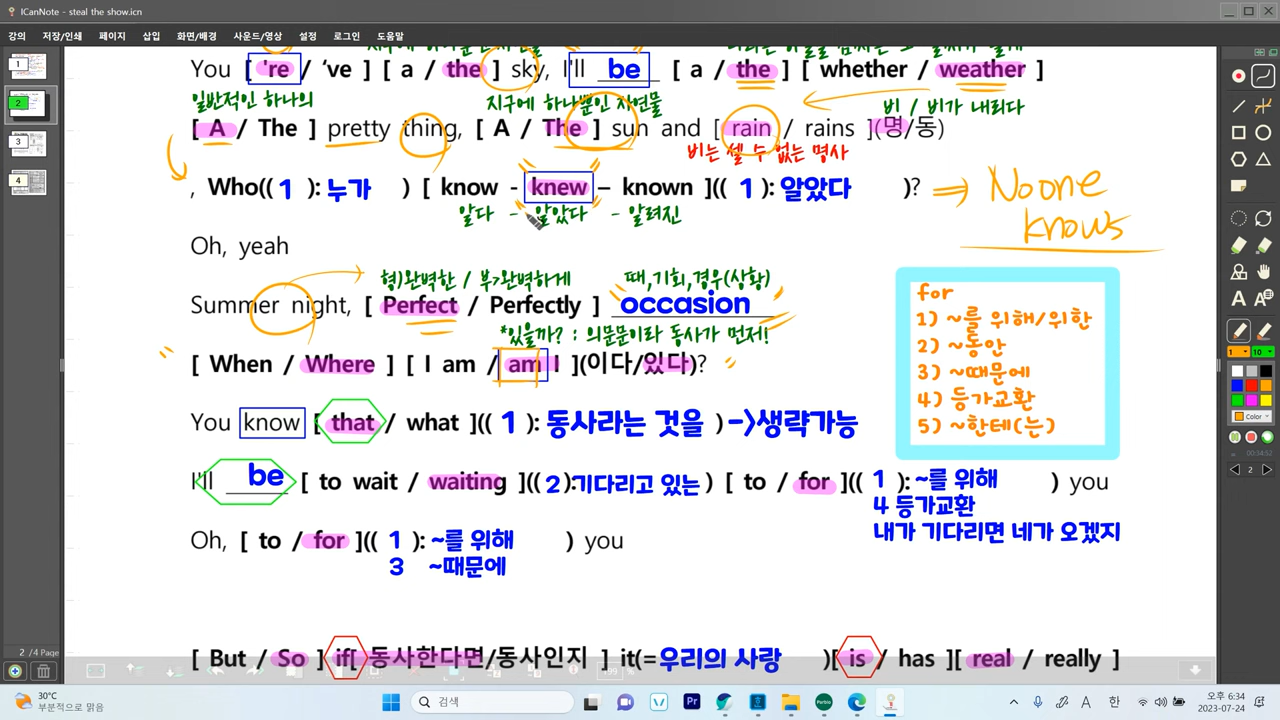 ICanNote - steal the show.icn
강의 저장/인쇄 페이지 삽입 화면/배경 사운드/영상 설정 로그인 도움말
You [ 're / 've ] [ a / the ] sky, I'll be [ a / the ] [ whether / weather ]
일반적인 하나의 지구에 하나뿐인 자연물 비 / 비가 내리다
[ A / The ] pretty thing, [ A / The ] sun and [ rain / rains ](명/동)
비는 셀 수 없는 명사
, Who(( 1 ): 누가 ) [ know - knew – known ](( 1 ): 알았다 )? ⇒ No one
knows
알다 - 알았다 - 알려진
Oh, yeah
형)완벽한 / 부>완벽하게 때,기회,경우(상황)
Summer night, [ Perfect / Perfectly ] occasion
*있을까? : 의문문이라 동사가 먼저!
[ When / Where ] [ I am / am I ](이다/있다)?
You know [ that / what ](( 1 ): 동사라는 것을 ) ->생략가능
I'll be [ to wait / waiting ](( 2 ):기다리고 있는 ) [ to / for ](( 1 ): ~를 위해 ) you
4 등가교환
내가 기다리면 네가 오겠지
Oh, [ to / for ](( 1 ): ~를 위해 ) you
3 ~때문에
for
1) ~를 위해/위한
2) ~동안
3) ~때문에
4) 등가교환
5) ~한테(는)
[ But / So ] if[ 동사한다면/동사인지 ] it(=우리의 사랑 )[ is / has ][ real / really ]
1
2
3
4
1 10
Color
00:34:52
2
2 /4 Page
30°C
부분적으로 맑음
검색
A 한
오후 6:34
2023-07-24